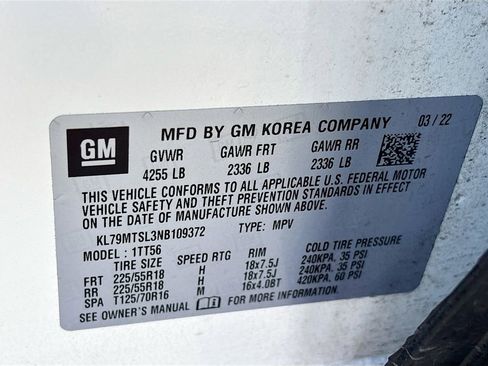 GM MFD BY GM KOREA COMPANY 03/22
GVWR GAWR FRT GAWR RR
4255 LB 2336 LB 2336 LB
THIS VEHICLE CONFORMS TO ALL APPLICABLE U.S. FEDERAL MOTOR
VEHICLE SAFETY AND THEFT PREVENTION STANDARDS IN EFFECT
ON THE DATE OF MANUFACTURE SHOWN ABOVE.
KL79MTSL3NB109372 TYPE: MPV
MODEL: 1TT56
TIRE SIZE SPEED RTG RIM COLD TIRE PRESSURE
FRT 225/55R18 H 18x7.5J 240KPA, 35 PSI
RR 225/55R18 H 18x7.5J 240KPA, 35 PSI
SPA T125/70R16 M 16x4.0BT 420KPA, 60 PSI
SEE OWNER'S MANUAL FOR MORE INFORMATION